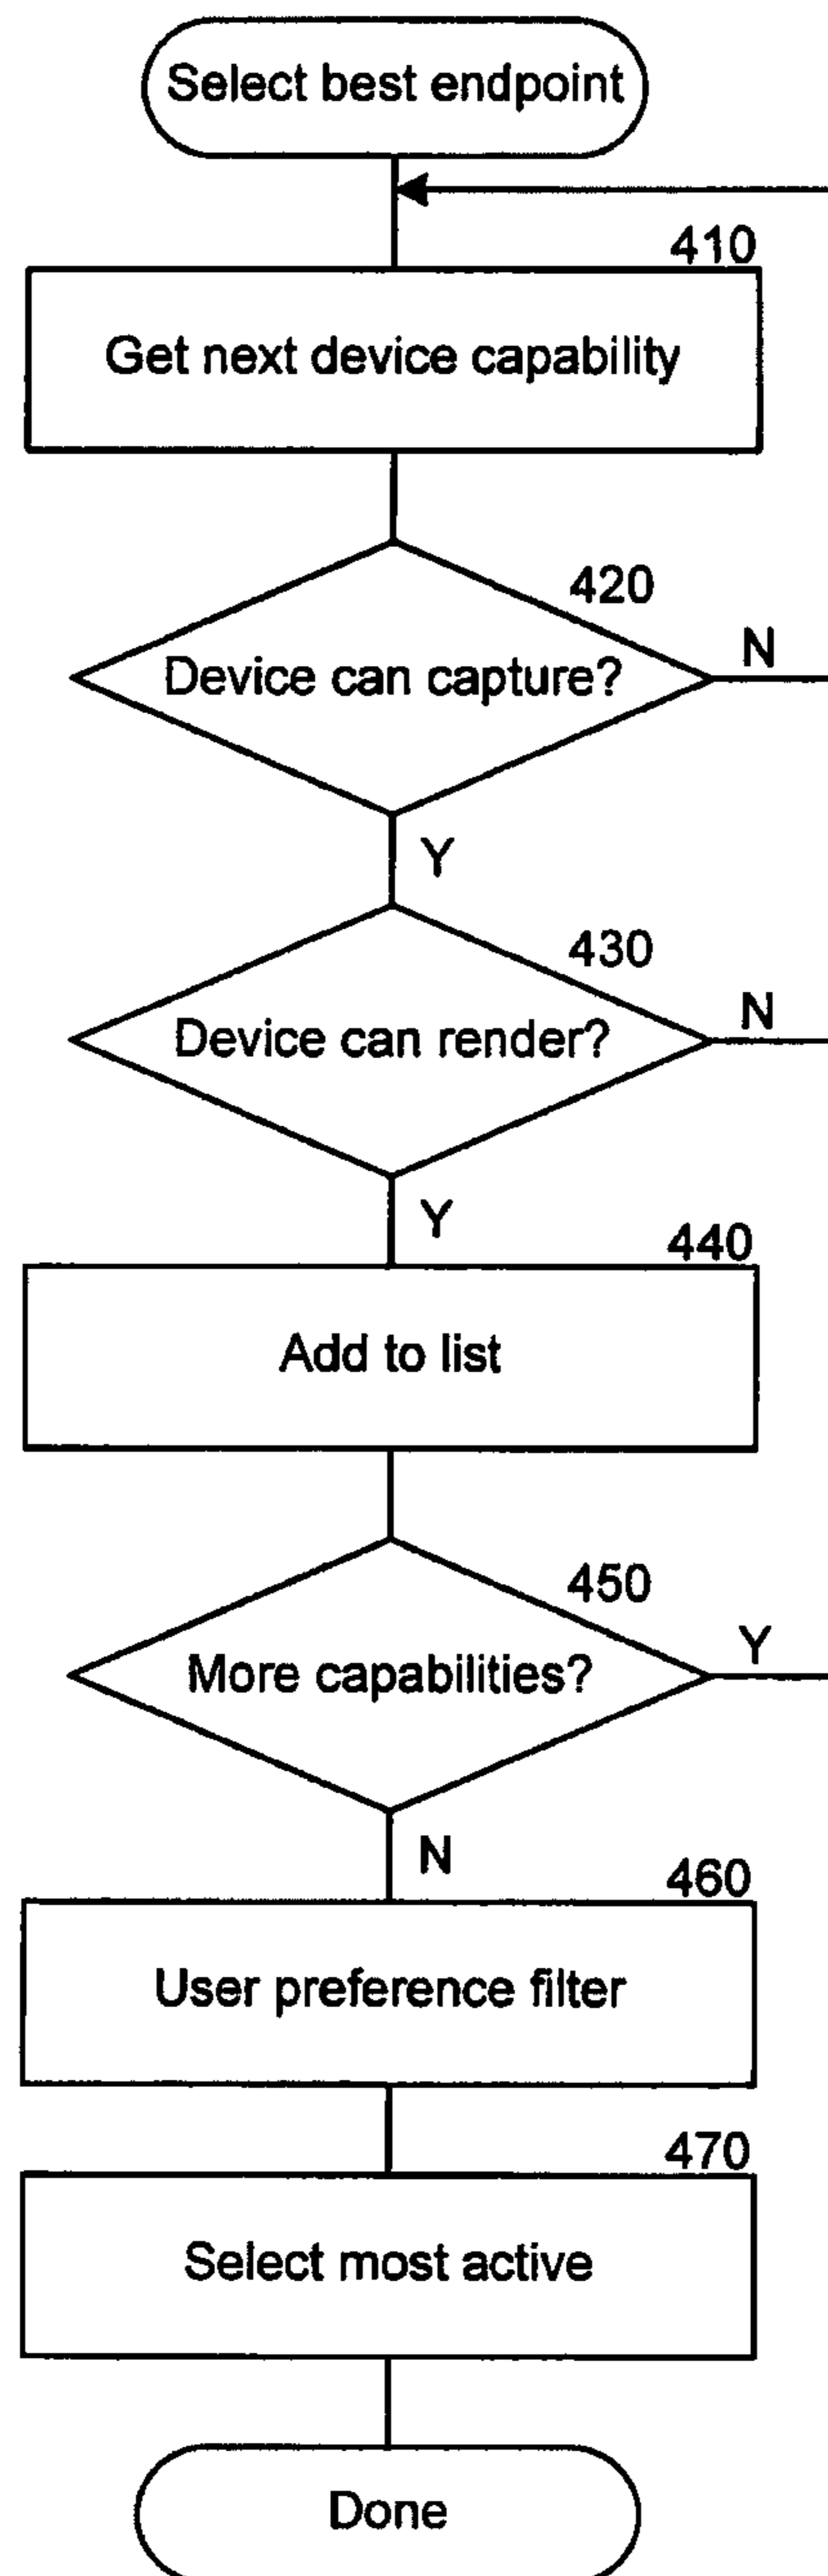 Select best endpoint
410
Get next device capability
420
Device can capture?
N
Y
430
Device can render?
N
Y
440
Add to list
450
More capabilities?
Y
N
460
User preference filter
470
Select most active
Done